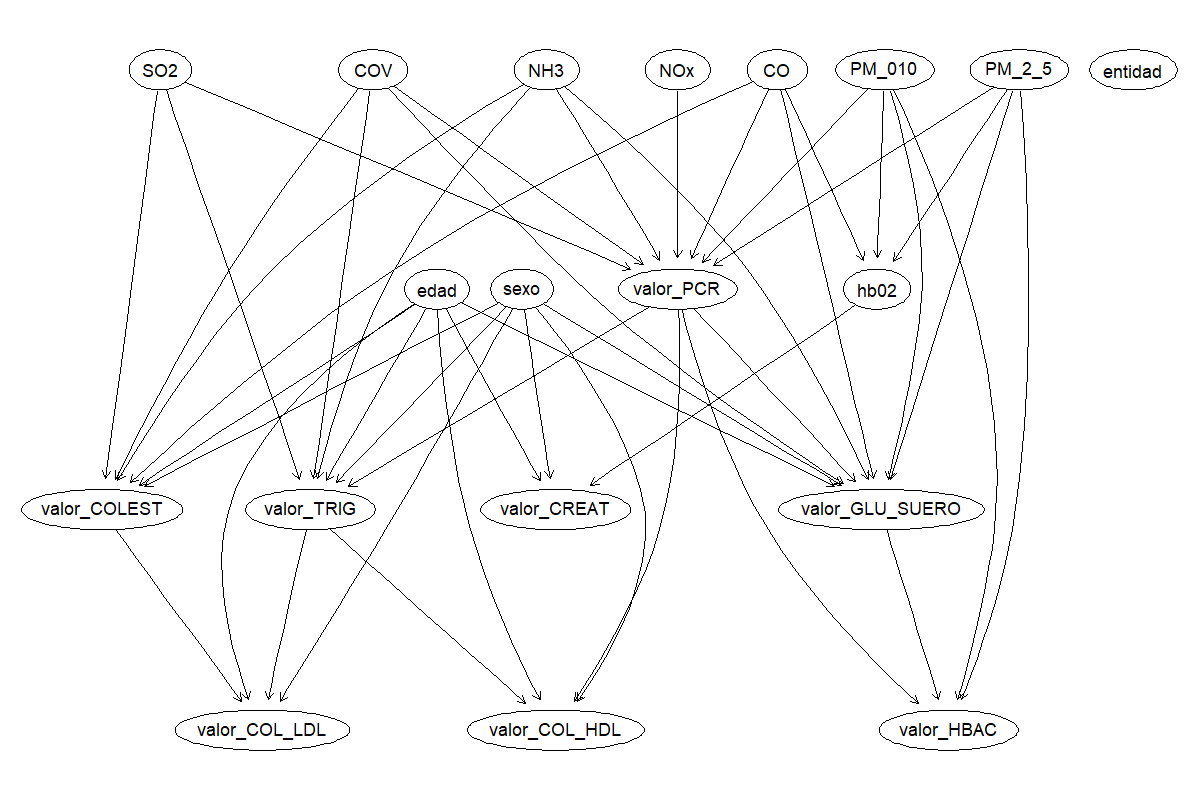 SO2 COV NH3 NOx CO PM_010 PM_2_5 entidad
edad sexo valor_PCR hb02
valor_COLEST valor_TRIG valor_CREAT valor_GLU_SUERO
valor_COL_LDL valor_COL_HDL valor_HBAC